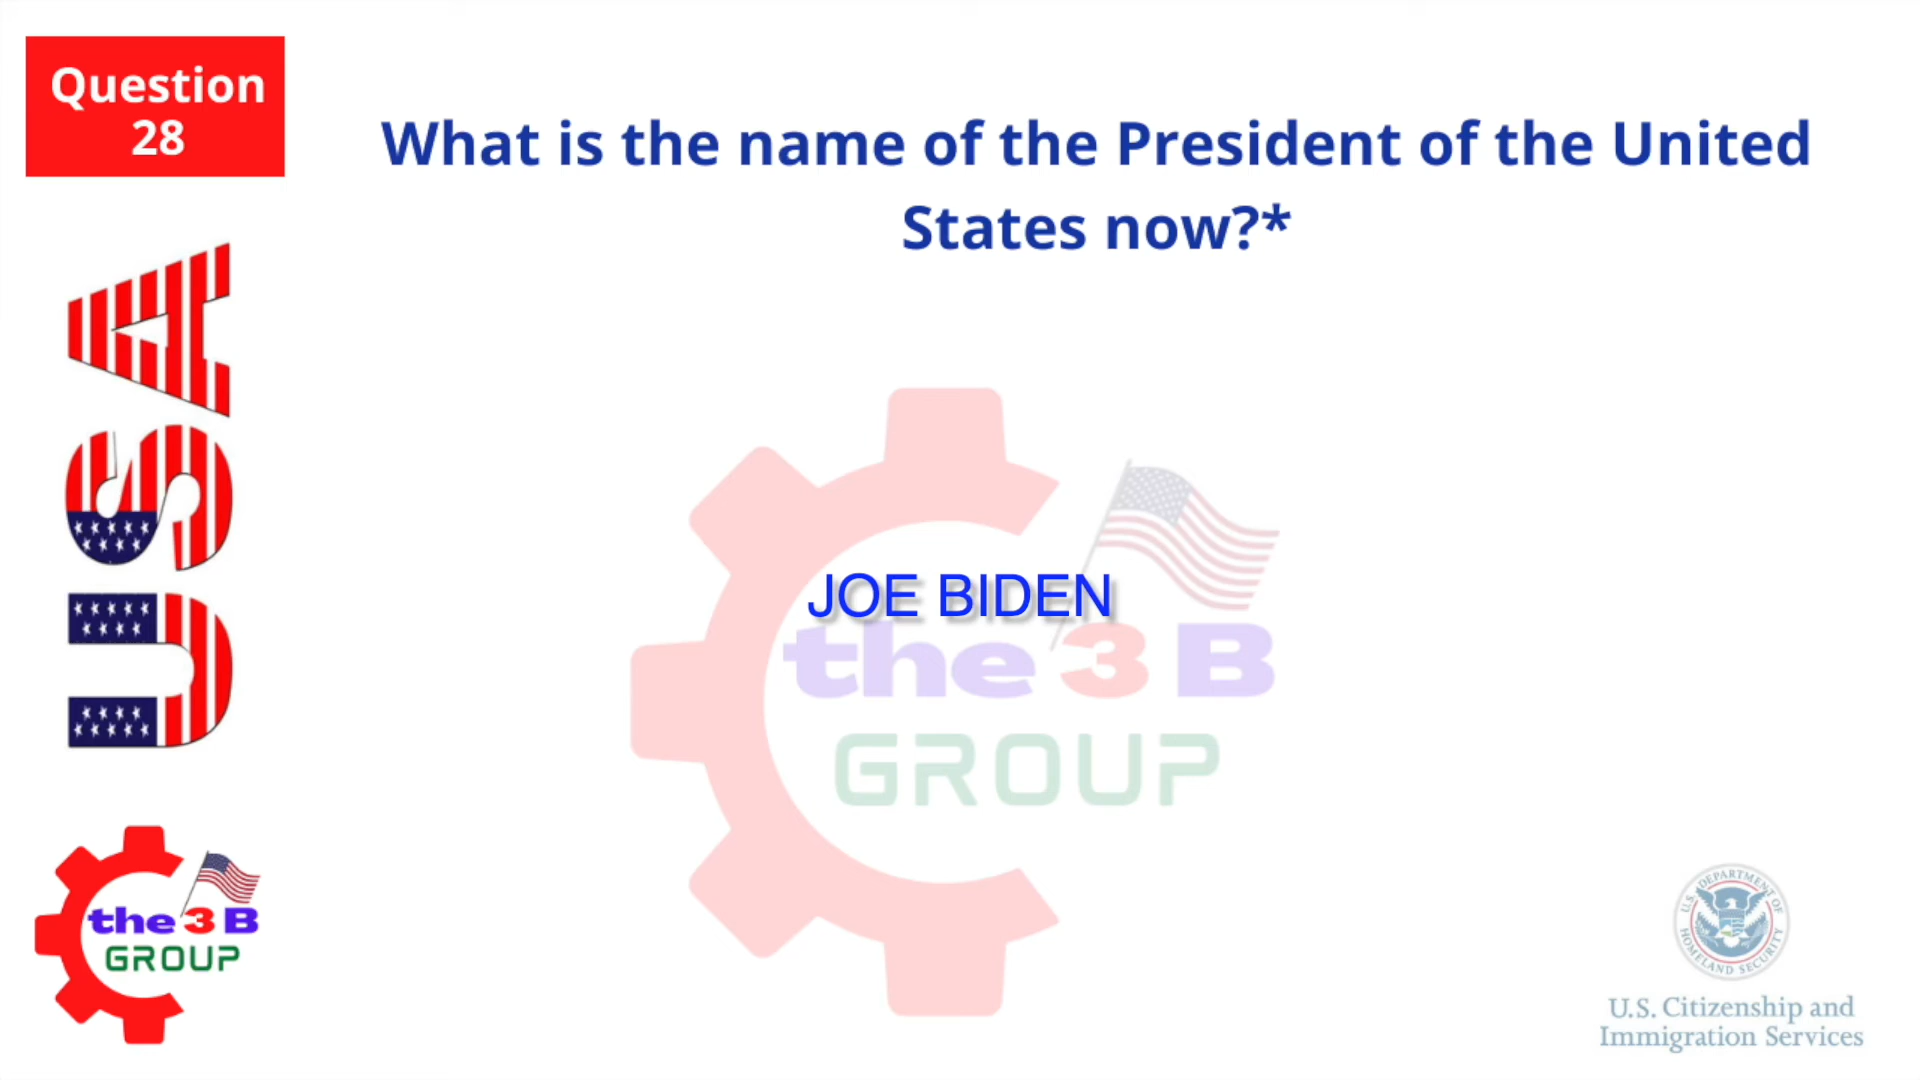 Question
28
What is the name of the President of the United
States now?*
USA
JOE BIDEN
the 3 B
GROUP
the 3 B
GROUP
U.S. DEPARTMENT OF
HOMELAND SECURITY
U.S. Citizenship and
Immigration Services